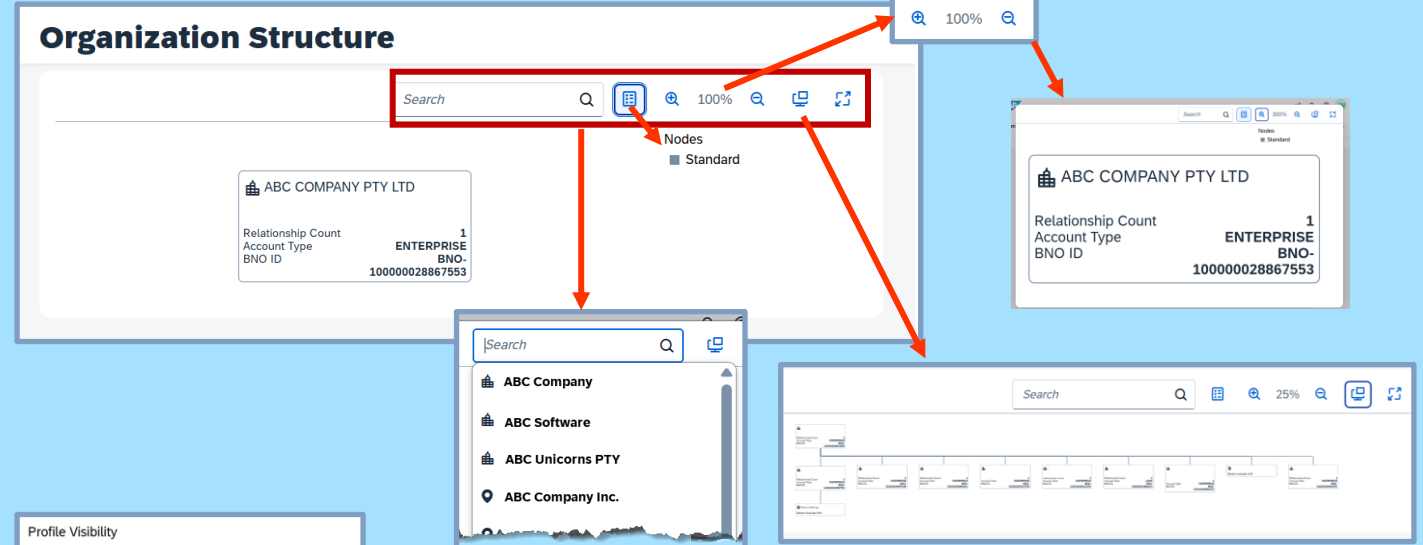 Organization Structure
Search
100%
Nodes
Standard
ABC COMPANY PTY LTD
Relationship Count 1
Account Type ENTERPRISE
BNO ID BNO-
100000028867553
100%
Search
300%
Nodes
Standard
ABC COMPANY PTY LTD
Relationship Count 1
Account Type ENTERPRISE
BNO ID BNO-
100000028867553
Search
ABC Company
ABC Software
ABC Unicorns PTY
ABC Company Inc.
Search
25%
Profile Visibility